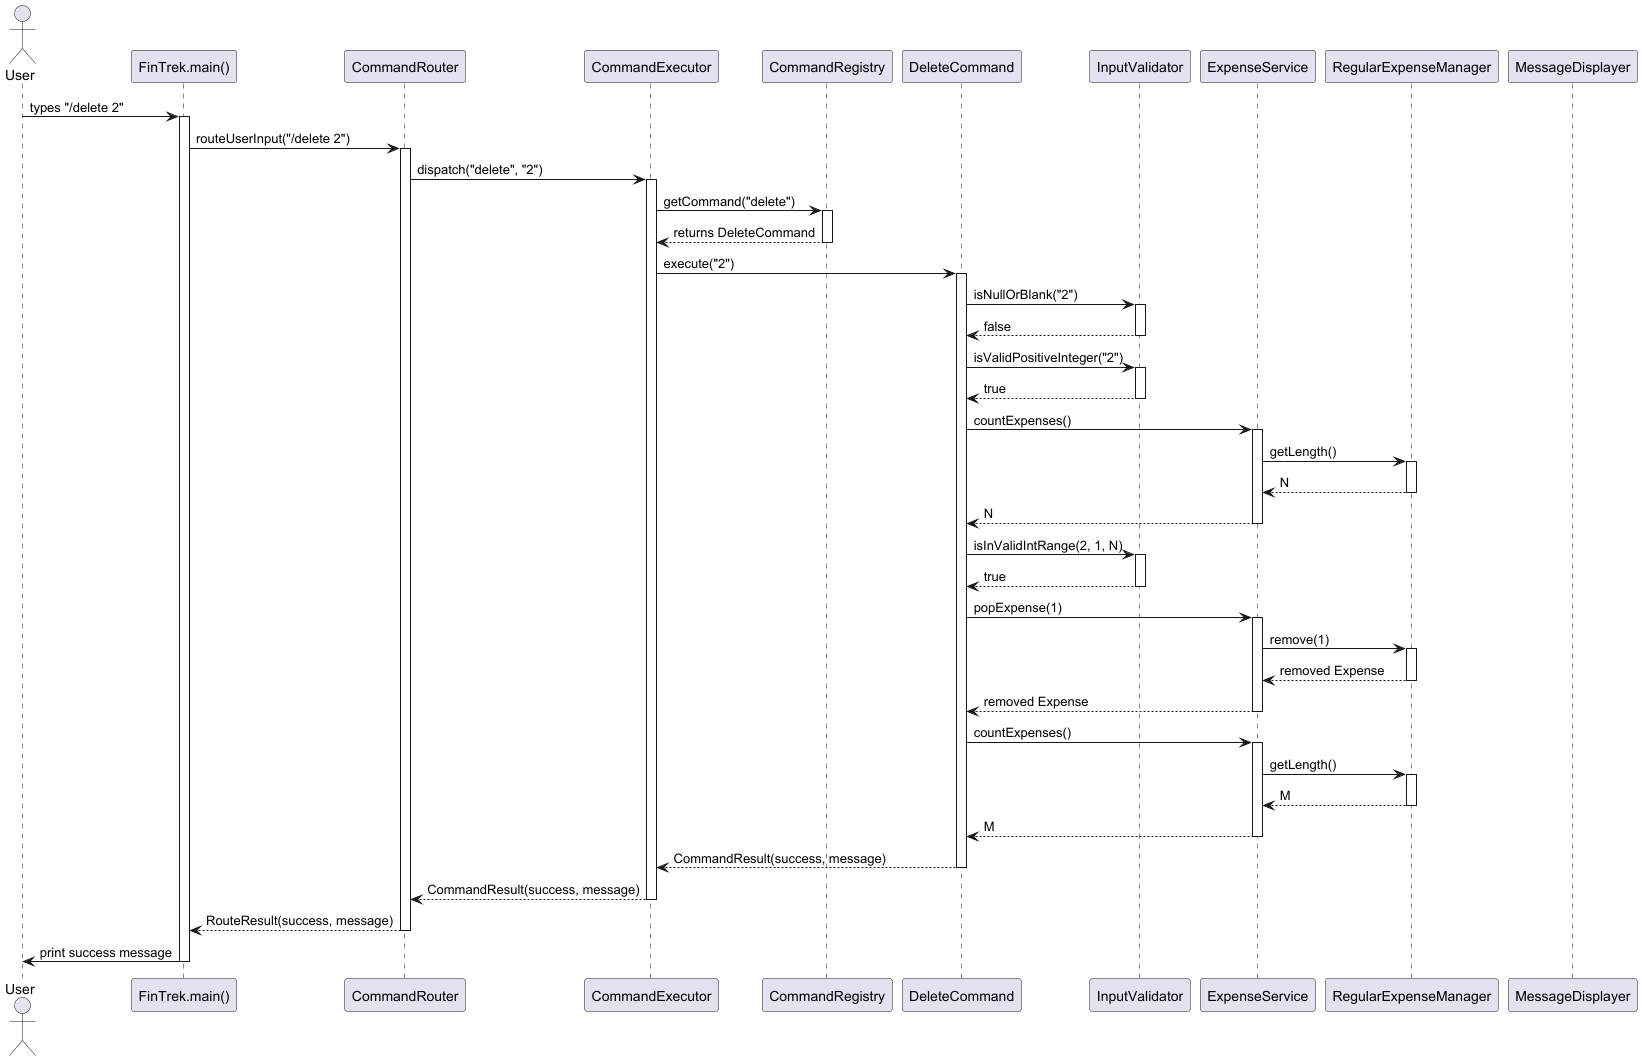 User
FinTrek.main()
CommandRouter
CommandExecutor
CommandRegistry
DeleteCommand
InputValidator
ExpenseService
RegularExpenseManager
MessageDisplayer
types "/delete 2"
routeUserInput("/delete 2")
dispatch("delete", "2")
getCommand("delete")
returns DeleteCommand
execute("2")
isNullOrBlank("2")
false
isValidPositiveInteger("2")
true
countExpenses()
getLength()
N
N
isInValidIntRange(2, 1, N)
true
popExpense(1)
remove(1)
removed Expense
removed Expense
countExpenses()
getLength()
M
M
CommandResult(success, message)
CommandResult(success, message)
RouteResult(success, message)
print success message
User
FinTrek.main()
CommandRouter
CommandExecutor
CommandRegistry
DeleteCommand
InputValidator
ExpenseService
RegularExpenseManager
MessageDisplayer